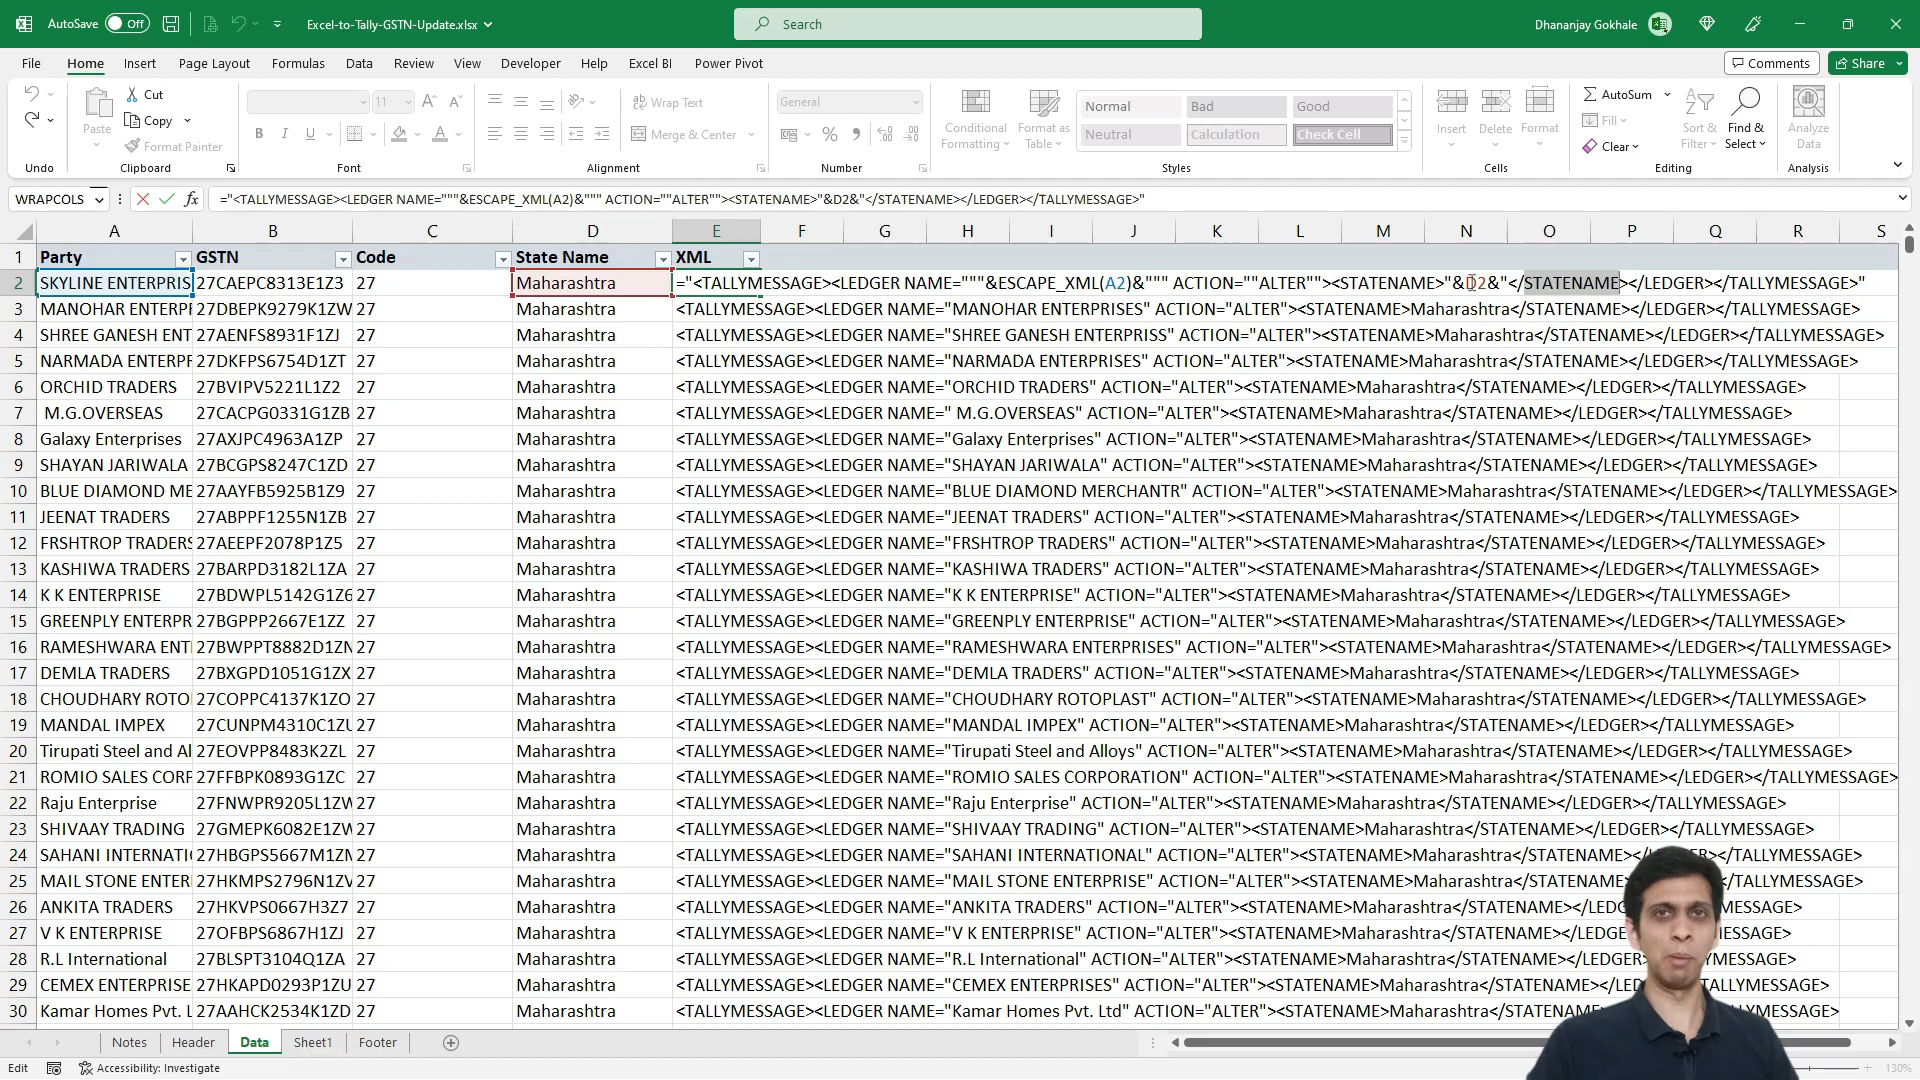 AutoSave Off Excel-to-Tally-GSTN-Update.xlsx Search Dhananjay Gokhale
File Home Insert Page Layout Formulas Data Review View Developer Help Excel BI Power Pivot Comments Share
Cut
Copy
Format Painter
Paste
11
B I U
Wrap Text
Merge & Center
General
Conditional Formatting
Format as Table
Normal Bad Good
Neutral Calculation Check Cell
Insert Delete Format
AutoSum
Fill
Clear
Sort & Filter
Find & Select
Analyze Data
Undo Clipboard Font Alignment Number Styles Cells Editing Analysis
WRAPCOLS fx ="<TALLYMESSAGE><LEDGER NAME="""&ESCAPE_XML(A2)&""" ACTION=""ALTER""><STATENAME>"&D2&"</STATENAME></LEDGER></TALLYMESSAGE>"
A B C D E F G H I J K L M N O P Q R S
1 Party GSTN Code State Name XML
2 SKYLINE ENTERPRIS 27CAEPC8313E1Z3 27 Maharashtra ="<TALLYMESSAGE><LEDGER NAME="""&ESCAPE_XML(A2)&""" ACTION=""ALTER""><STATENAME>"&D2&"</STATENAME></LEDGER></TALLYMESSAGE>"
3 MANOHAR ENTERPR 27DBEPK9279K1ZW 27 Maharashtra <TALLYMESSAGE><LEDGER NAME="MANOHAR ENTERPRISES" ACTION="ALTER"><STATENAME>Maharashtra</STATENAME></LEDGER></TALLYMESSAGE>
4 SHREE GANESH ENT 27AENFS8931F1ZJ 27 Maharashtra <TALLYMESSAGE><LEDGER NAME="SHREE GANESH ENTERPRISS" ACTION="ALTER"><STATENAME>Maharashtra</STATENAME></LEDGER></TALLYMESSAGE>
5 NARMADA ENTERPR 27DKFPS6754D1ZT 27 Maharashtra <TALLYMESSAGE><LEDGER NAME="NARMADA ENTERPRISES" ACTION="ALTER"><STATENAME>Maharashtra</STATENAME></LEDGER></TALLYMESSAGE>
6 ORCHID TRADERS 27BVIPV5221L1Z2 27 Maharashtra <TALLYMESSAGE><LEDGER NAME="ORCHID TRADERS" ACTION="ALTER"><STATENAME>Maharashtra</STATENAME></LEDGER></TALLYMESSAGE>
7 M.G.OVERSEAS 27CACPG0331G1ZB 27 Maharashtra <TALLYMESSAGE><LEDGER NAME=" M.G.OVERSEAS" ACTION="ALTER"><STATENAME>Maharashtra</STATENAME></LEDGER></TALLYMESSAGE>
8 Galaxy Enterprises 27AXJPC4963A1ZP 27 Maharashtra <TALLYMESSAGE><LEDGER NAME="Galaxy Enterprises" ACTION="ALTER"><STATENAME>Maharashtra</STATENAME></LEDGER></TALLYMESSAGE>
9 SHAYAN JARIWALA 27BCGPS8247C1ZD 27 Maharashtra <TALLYMESSAGE><LEDGER NAME="SHAYAN JARIWALA" ACTION="ALTER"><STATENAME>Maharashtra</STATENAME></LEDGER></TALLYMESSAGE>
10 BLUE DIAMOND ME 27AAYFB5925B1Z9 27 Maharashtra <TALLYMESSAGE><LEDGER NAME="BLUE DIAMOND MERCHANTR" ACTION="ALTER"><STATENAME>Maharashtra</STATENAME></LEDGER></TALLYMESSAGE>
11 JEENAT TRADERS 27ABPPF1255N1ZB 27 Maharashtra <TALLYMESSAGE><LEDGER NAME="JEENAT TRADERS" ACTION="ALTER"><STATENAME>Maharashtra</STATENAME></LEDGER></TALLYMESSAGE>
12 FRSHTROP TRADERS 27AEEPF2078P1Z5 27 Maharashtra <TALLYMESSAGE><LEDGER NAME="FRSHTROP TRADERS" ACTION="ALTER"><STATENAME>Maharashtra</STATENAME></LEDGER></TALLYMESSAGE>
13 KASHIWA TRADERS 27BARPD3182L1ZA 27 Maharashtra <TALLYMESSAGE><LEDGER NAME="KASHIWA TRADERS" ACTION="ALTER"><STATENAME>Maharashtra</STATENAME></LEDGER></TALLYMESSAGE>
14 K K ENTERPRISE 27BDWPL5142G1Z6 27 Maharashtra <TALLYMESSAGE><LEDGER NAME="K K ENTERPRISE" ACTION="ALTER"><STATENAME>Maharashtra</STATENAME></LEDGER></TALLYMESSAGE>
15 GREENPLY ENTERPR 27BGPPP2667E1ZZ 27 Maharashtra <TALLYMESSAGE><LEDGER NAME="GREENPLY ENTERPRISE" ACTION="ALTER"><STATENAME>Maharashtra</STATENAME></LEDGER></TALLYMESSAGE>
16 RAMESHWARA ENT 27BWPPT8882D1ZN 27 Maharashtra <TALLYMESSAGE><LEDGER NAME="RAMESHWARA ENTERPRISES" ACTION="ALTER"><STATENAME>Maharashtra</STATENAME></LEDGER></TALLYMESSAGE>
17 DEMLA TRADERS 27BXGPD1051G1ZX 27 Maharashtra <TALLYMESSAGE><LEDGER NAME="DEMLA TRADERS" ACTION="ALTER"><STATENAME>Maharashtra</STATENAME></LEDGER></TALLYMESSAGE>
18 CHOUDHARY ROTO 27COPPC4137K1ZO 27 Maharashtra <TALLYMESSAGE><LEDGER NAME="CHOUDHARY ROTOPLAST" ACTION="ALTER"><STATENAME>Maharashtra</STATENAME></LEDGER></TALLYMESSAGE>
19 MANDAL IMPEX 27CUNPM4310C1ZU 27 Maharashtra <TALLYMESSAGE><LEDGER NAME="MANDAL IMPEX" ACTION="ALTER"><STATENAME>Maharashtra</STATENAME></LEDGER></TALLYMESSAGE>
20 Tirupati Steel and Al 27EOVPP8483K2ZL 27 Maharashtra <TALLYMESSAGE><LEDGER NAME="Tirupati Steel and Alloys" ACTION="ALTER"><STATENAME>Maharashtra</STATENAME></LEDGER></TALLYMESSAGE>
21 ROMIO SALES CORP 27FFBPK0893G1ZC 27 Maharashtra <TALLYMESSAGE><LEDGER NAME="ROMIO SALES CORPORATION" ACTION="ALTER"><STATENAME>Maharashtra</STATENAME></LEDGER></TALLYMESSAGE>
22 Raju Enterprise 27FNWPR9205L1ZW 27 Maharashtra <TALLYMESSAGE><LEDGER NAME="Raju Enterprise" ACTION="ALTER"><STATENAME>Maharashtra</STATENAME></LEDGER></TALLYMESSAGE>
23 SHIVAAY TRADING 27GMEPK6082E1ZW 27 Maharashtra <TALLYMESSAGE><LEDGER NAME="SHIVAAY TRADING" ACTION="ALTER"><STATENAME>Maharashtra</STATENAME></LEDGER></TALLYMESSAGE>
24 SAHANI INTERNATI 27HBGPS5667M1ZN 27 Maharashtra <TALLYMESSAGE><LEDGER NAME="SAHANI INTERNATIONAL" ACTION="ALTER"><STATENAME>Maharashtra</STATENAME></LEDGER></TALLYMESSAGE>
25 MAIL STONE ENTER 27HKMPS2796N1ZV 27 Maharashtra <TALLYMESSAGE><LEDGER NAME="MAIL STONE ENTERPRISE" ACTION="ALTER"><STATENAME>Maharashtra</STATENAME></LED TALLYMESSAGE>
26 ANKITA TRADERS 27HKVPS0667H3Z7 27 Maharashtra <TALLYMESSAGE><LEDGER NAME="ANKITA TRADERS" ACTION="ALTER"><STATENAME>Maharashtra</STATENAME></LEDG MESSAGE>
27 V K ENTERPRISE 27OFBPS6867H1ZJ 27 Maharashtra <TALLYMESSAGE><LEDGER NAME="V K ENTERPRISE" ACTION="ALTER"><STATENAME>Maharashtra</STATENAME></LEDGE MESSAGE>
28 R.L International 27BLSPT3104Q1ZA 27 Maharashtra <TALLYMESSAGE><LEDGER NAME="R.L International" ACTION="ALTER"><STATENAME>Maharashtra</STATENAME></LEDGE YMESSAGE>
29 CEMEX ENTERPRISE 27HKAPD0293P1ZU 27 Maharashtra <TALLYMESSAGE><LEDGER NAME="CEMEX ENTERPRISES" ACTION="ALTER"><STATENAME>Maharashtra</STATENAME></L TALLYMESSAGE>
30 Kamar Homes Pvt. L 27AAHCK2534K1ZD 27 Maharashtra <TALLYMESSAGE><LEDGER NAME="Kamar Homes Pvt. Ltd" ACTION="ALTER"><STATENAME>Maharashtra</STATENAME></ TALLYMESSAGE>
Notes Header Data Sheet1 Footer
Edit Accessibility: Investigate 130%